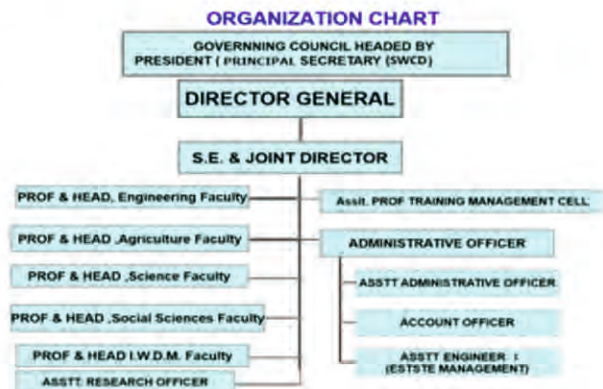 ORGANIZATION CHART
GOVERNNING COUNCIL HEADED BY
PRESIDENT ( PRINCIPAL SECRETARY (SWCD)
DIRECTOR GENERAL
S.E. & JOINT DIRECTOR
PROF & HEAD, Engineering Faculty
Assit. PROF TRAINING MANAGEMENT CELL
PROF & HEAD ,Agriculture Faculty
ADMINISTRATIVE OFFICER
PROF & HEAD ,Science Faculty
ASSTT ADMINISTRATIVE OFFICER
PROF & HEAD ,Social Sciences Faculty
ACCOUNT OFFICER
PROF & HEAD I.W.D.M. Faculty
ASSTT ENGINEER :
(ESTSTE MANAGEMENT)
ASSTT. RESEARCH OFFICER